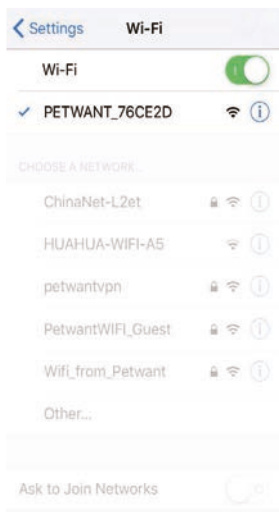 Settings Wi-Fi
Wi-Fi
PETWANT_76CE2D
CHOOSE A NETWORK...
ChinaNet-L2et
HUAHUA-WIFI-A5
petwantvpn
PetwantWIFI_Guest
Wifi_from_Petwant
Other...
Ask to Join Networks